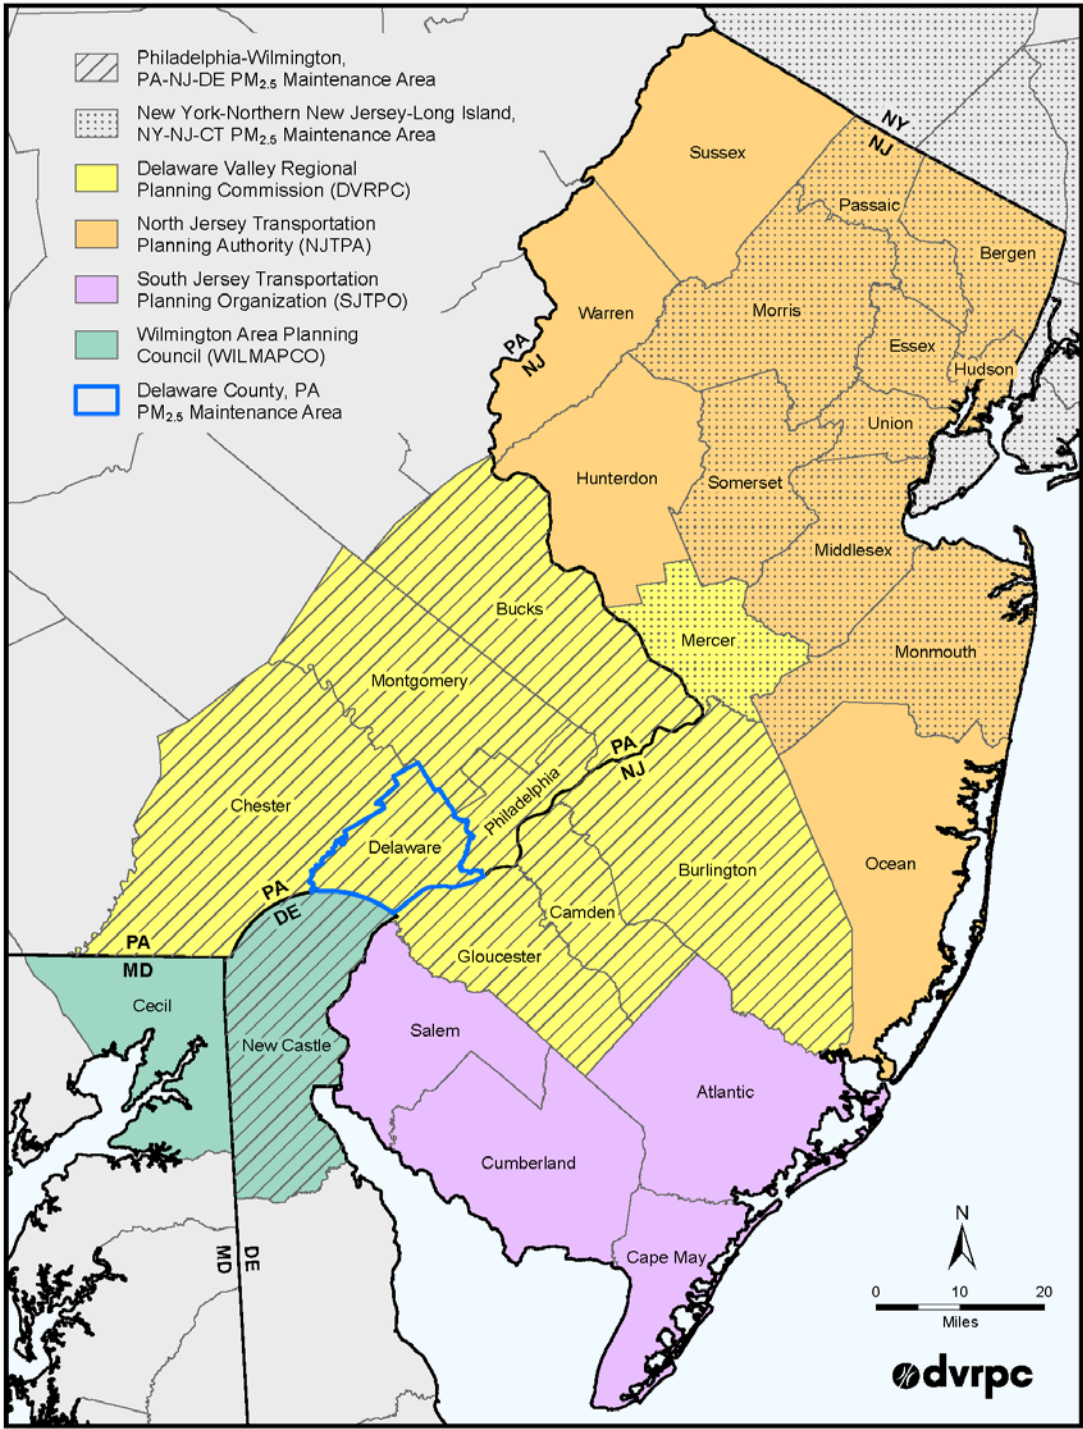 Philadelphia-Wilmington,
PA-NJ-DE PM2.5 Maintenance Area
New York-Northern New Jersey-Long Island,
NY-NJ-CT PM2.5 Maintenance Area
Delaware Valley Regional
Planning Commission (DVRPC)
North Jersey Transportation
Planning Authority (NJTPA)
South Jersey Transportation
Planning Organization (SJTPO)
Wilmington Area Planning
Council (WILMAPCO)
Delaware County, PA
PM2.5 Maintenance Area
NY
NJ
Sussex
Passaic
Bergen
Warren
Morris
Essex
Hudson
PA
NJ
Union
Hunterdon
Somerset
Middlesex
Bucks
Mercer
Monmouth
Montgomery
PA
NJ
Chester
Philadelphia
Delaware
Ocean
Burlington
PA
DE
Camden
PA
MD
Gloucester
Cecil
Salem
New Castle
Atlantic
Cumberland
MD
DE
Cape May
N
0 10 20
Miles
dvrpc